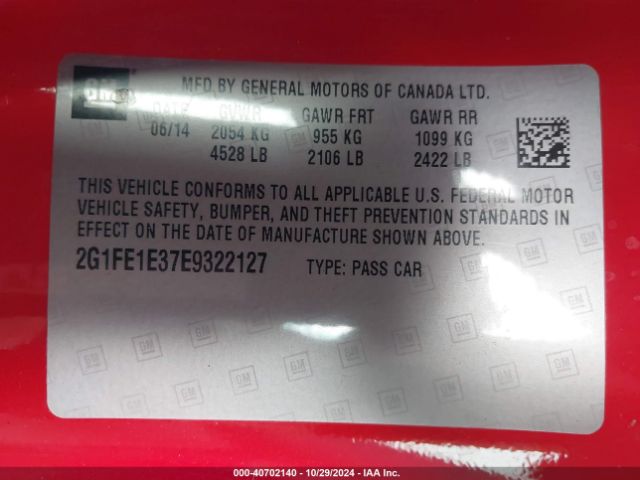 GM
MFD BY GENERAL MOTORS OF CANADA LTD.
DATE GVWR GAWR FRT GAWR RR
06/14 2054 KG 955 KG 1099 KG
4528 LB 2106 LB 2422 LB
THIS VEHICLE CONFORMS TO ALL APPLICABLE U.S. FEDERAL MOTOR
VEHICLE SAFETY, BUMPER, AND THEFT PREVENTION STANDARDS IN
EFFECT ON THE DATE OF MANUFACTURE SHOWN ABOVE.
2G1FE1E37E9322127 TYPE: PASS CAR
000-40702140 - 10/29/2024 - IAA Inc.